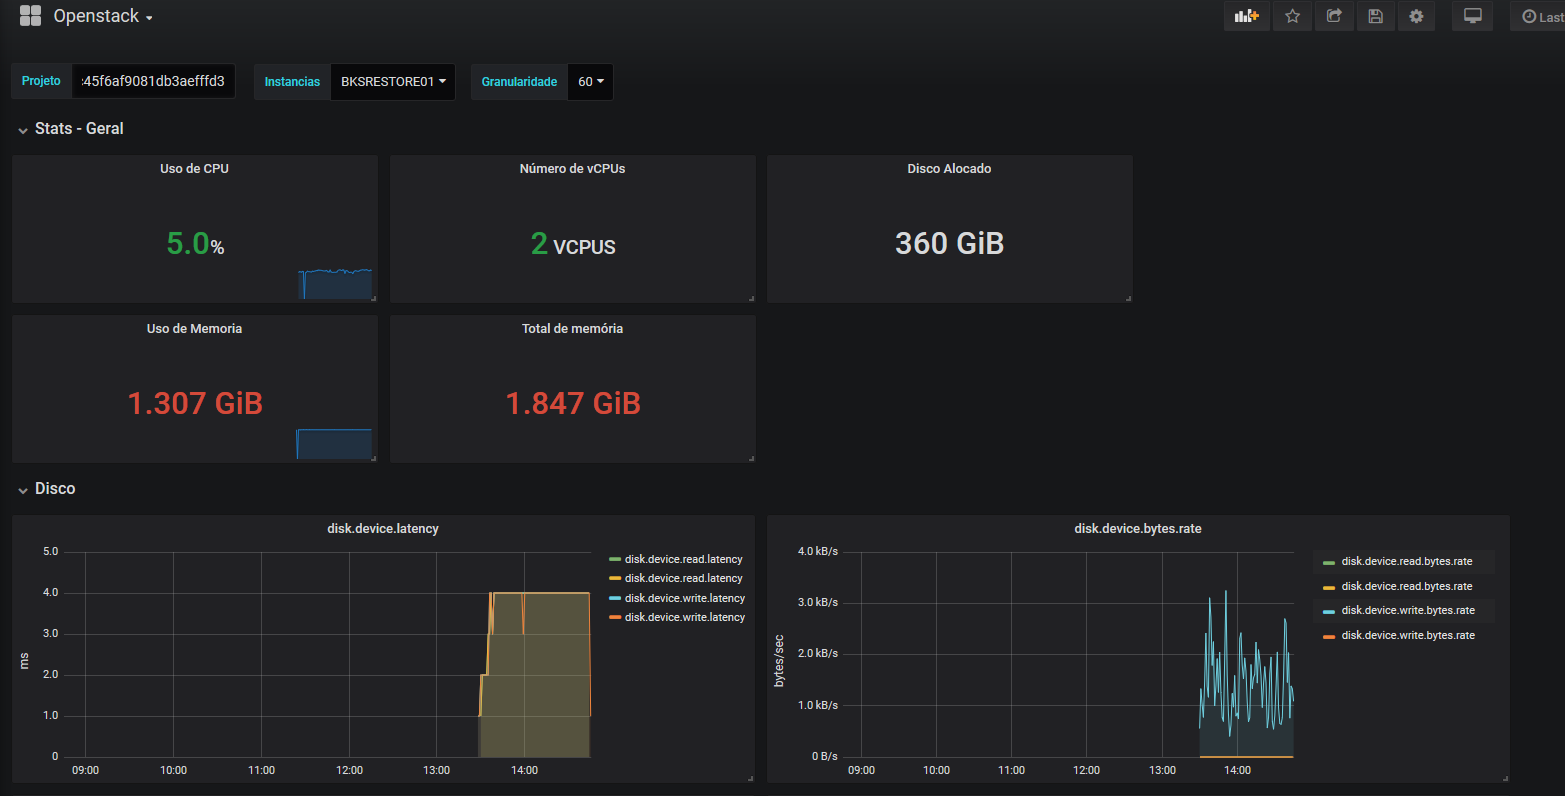 Openstack
Last
Projeto :45f6af9081db3aefffd3 Instancias BKSRESTORE01 Granularidade 60
Stats - Geral
Uso de CPU
5.0%
Número de vCPUs
2 VCPUS
Disco Alocado
360 GiB
Uso de Memoria
1.307 GiB
Total de memória
1.847 GiB
Disco
disk.device.latency
5.0
4.0
3.0
2.0
1.0
0
ms
09:00 10:00 11:00 12:00 13:00 14:00
disk.device.read.latency
disk.device.read.latency
disk.device.write.latency
disk.device.write.latency
disk.device.bytes.rate
4.0 kB/s
3.0 kB/s
2.0 kB/s
1.0 kB/s
0 B/s
bytes/sec
09:00 10:00 11:00 12:00 13:00 14:00
disk.device.read.bytes.rate
disk.device.read.bytes.rate
disk.device.write.bytes.rate
disk.device.write.bytes.rate